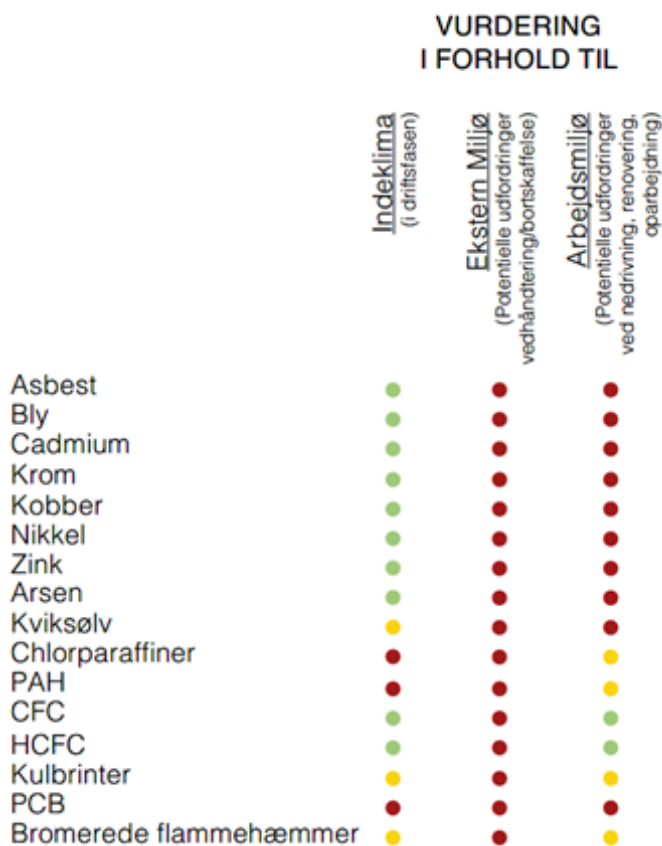 VURDERING
I FORHOLD TIL
Indeklima
(i driftsfasen)
Ekstern Miljø
(Potentielle udfordringer
vedhåndtering/bortskaffelse)
Arbejdsmiljø
(Potentielle udfordringer
ved nedrivning, renovering,
oparbejdning)
Asbest
Bly
Cadmium
Krom
Kobber
Nikkel
Zink
Arsen
Kviksølv
Chlorparaffiner
PAH
CFC
HCFC
Kulbrinter
PCB
Bromerede flammehæmmer